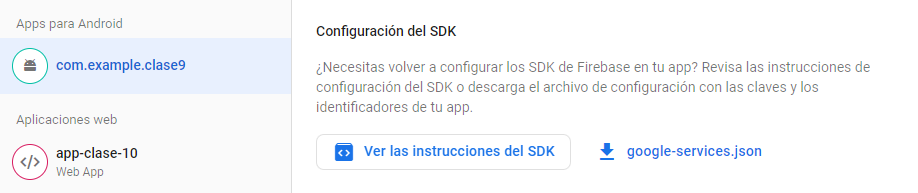 Apps para Android
com.example.clase9
Aplicaciones web
app-clase-10
Web App
Configuración del SDK
¿Necesitas volver a configurar los SDK de Firebase en tu app? Revisa las instrucciones de
configuración del SDK o descarga el archivo de configuración con las claves y los
identificadores de tu app.
Ver las instrucciones del SDK
google-services.json